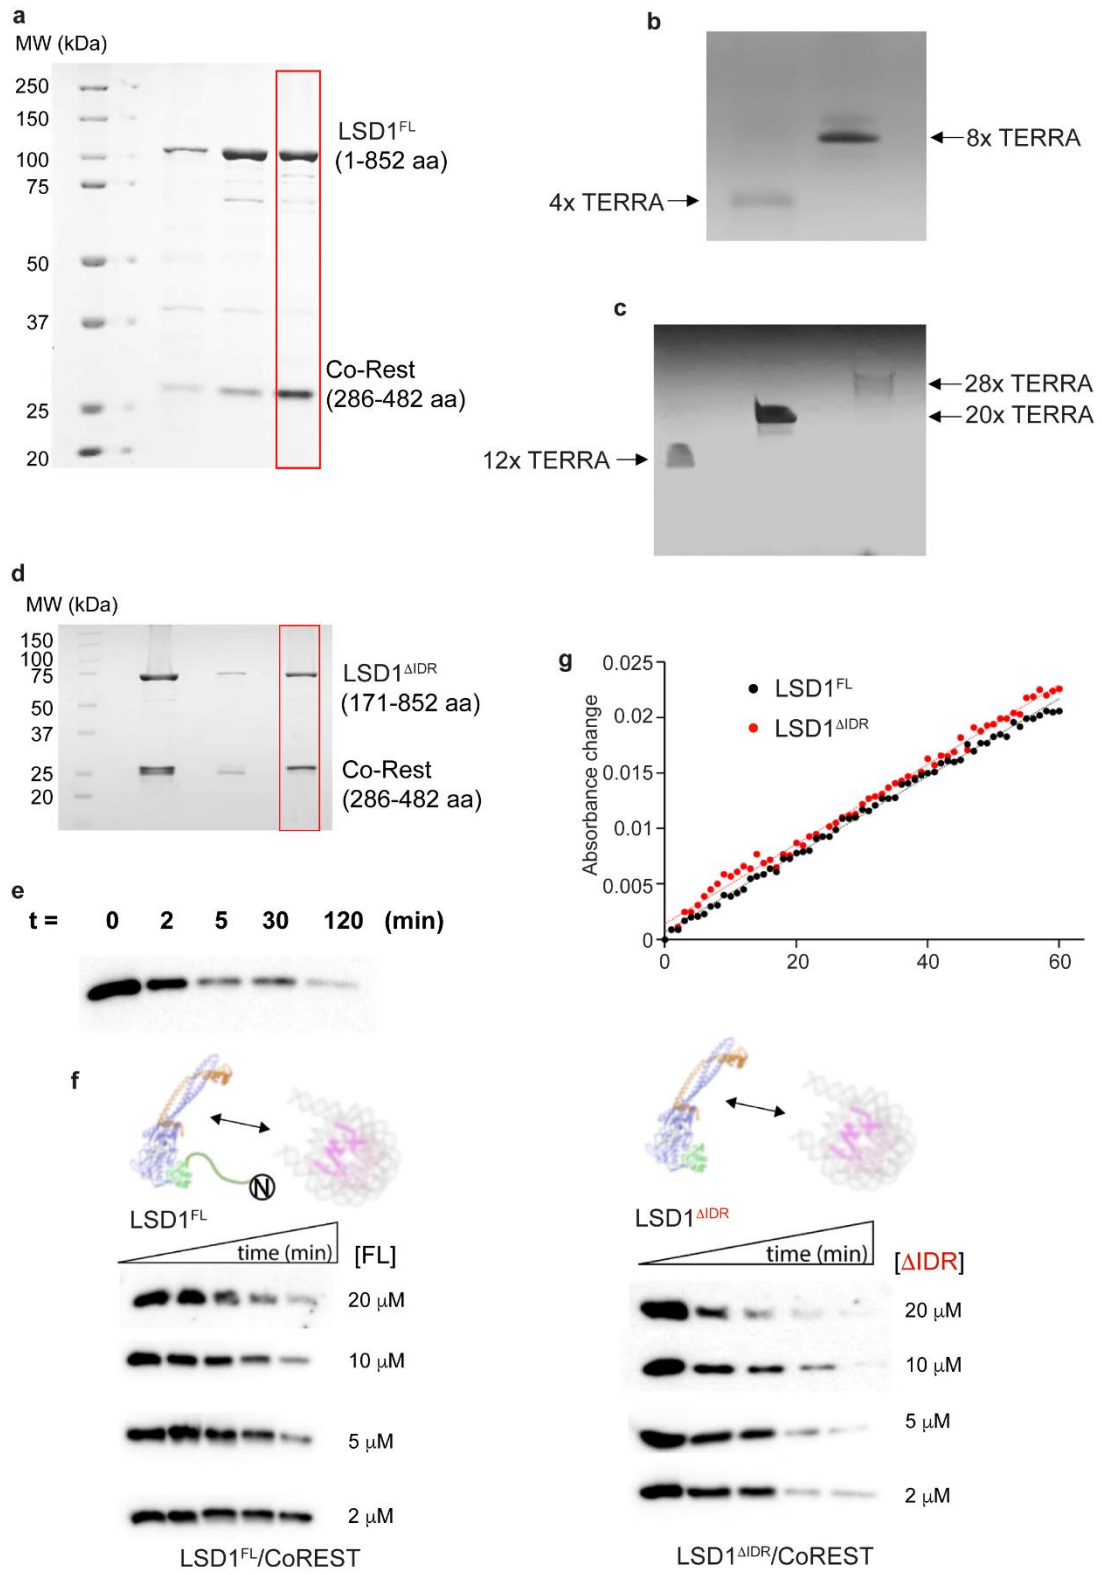 a
MW (kDa)
250
150
100
75
50
37
25
20
LSD1FL
(1-852 aa)
Co-Rest
(286-482 aa)
b
8x TERRA
4x TERRA
c
28x TERRA
20x TERRA
12x TERRA
d
MW (kDa)
150
100
75
50
37
25
20
LSD1ΔIDR
(171-852 aa)
Co-Rest
(286-482 aa)
g
Absorbance change
0.025
0.02
0.015
0.01
0.005
0
0 20 40 60
LSD1FL
LSD1ΔIDR
e
t = 0 2 5 30 120 (min)
f
N
LSD1FL
time (min) [FL]
20 µM
10 µM
5 µM
2 µM
LSD1FL/CoREST
LSD1ΔIDR
time (min) [ΔIDR]
20 µM
10 µM
5 µM
2 µM
LSD1ΔIDR/CoREST